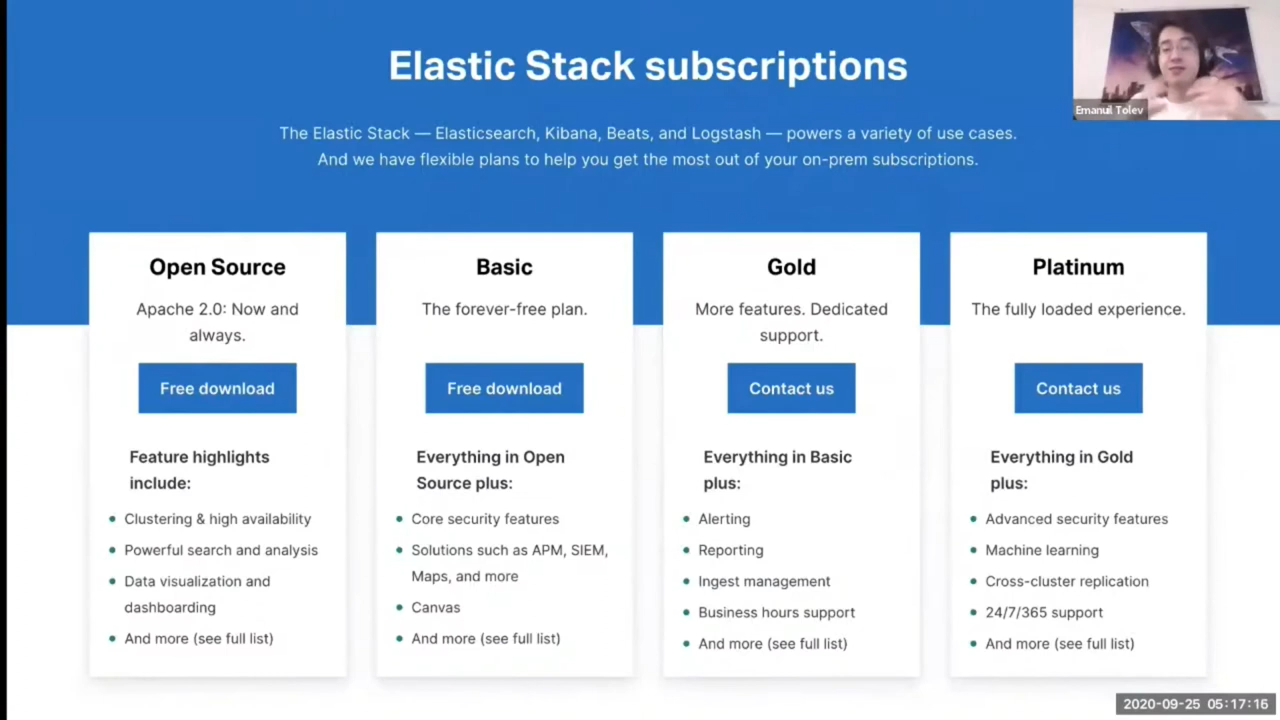 Elastic Stack subscriptions
Emanuil Tolev
The Elastic Stack — Elasticsearch, Kibana, Beats, and Logstash — powers a variety of use cases.
And we have flexible plans to help you get the most out of your on-prem subscriptions.
Open Source
Apache 2.0: Now and
always.
Free download
Feature highlights
include:
Clustering & high availability
Powerful search and analysis
Data visualization and
dashboarding
And more (see full list)
Basic
The forever-free plan.
Free download
Everything in Open
Source plus:
Core security features
Solutions such as APM, SIEM,
Maps, and more
Canvas
And more (see full list)
Gold
More features. Dedicated
support.
Contact us
Everything in Basic
plus:
Alerting
Reporting
Ingest management
Business hours support
And more (see full list)
Platinum
The fully loaded experience.
Contact us
Everything in Gold
plus:
Advanced security features
Machine learning
Cross-cluster replication
24/7/365 support
And more (see full list)
2020-09-25 05:17:16